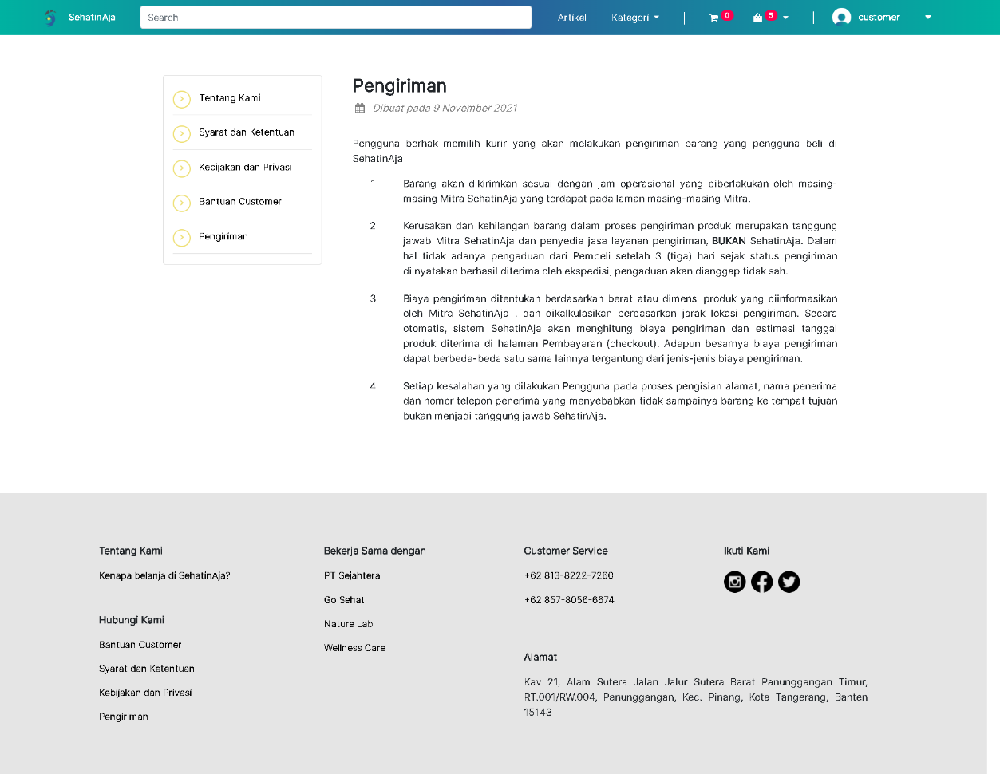 SehatinAja Search Artikel Kategori 0 5 customer
Tentang Kami
Syarat dan Ketentuan
Kebijakan dan Privasi
Bantuan Customer
Pengiriman
Pengiriman
Dibuat pada 9 November 2021
Pengguna berhak memilih kurir yang akan melakukan pengiriman barang yang pengguna beli di
SehatinAja
1 Barang akan dikirimkan sesuai dengan jam operasional yang diberlakukan oleh masing-
masing Mitra SehatinAja yang terdapat pada laman masing-masing Mitra.
2 Kerusakan dan kehilangan barang dalam proses pengiriman produk merupakan tanggung
jawab Mitra SehatinAja dan penyedia jasa layanan pengiriman, BUKAN SehatinAja. Dalam
hal tidak adanya pengaduan dari Pembeli setelah 3 (tiga) hari sejak status pengiriman
diinyatakan berhasil diterima oleh ekspedisi, pengaduan akan dianggap tidak sah.
3 Biaya pengiriman ditentukan berdasarkan berat atau dimensi produk yang diinformasikan
oleh Mitra SehatinAja , dan dikalkulasikan berdasarkan jarak lokasi pengiriman. Secara
otomatis, sistem SehatinAja akan menghitung biaya pengiriman dan estimasi tanggal
produk diterima di halaman Pembayaran (checkout). Adapun besarnya biaya pengiriman
dapat berbeda-beda satu sama lainnya tergantung dari jenis-jenis biaya pengiriman.
4 Setiap kesalahan yang dilakukan Pengguna pada proses pengisian alamat, nama penerima
dan nomor telepon penerima yang menyebabkan tidak sampainya barang ke tempat tujuan
bukan menjadi tanggung jawab SehatinAja.
Tentang Kami
Kenapa belanja di SehatinAja?
Hubungi Kami
Bantuan Customer
Syarat dan Ketentuan
Kebijakan dan Privasi
Pengiriman
Bekerja Sama dengan
PT Sejahtera
Go Sehat
Nature Lab
Wellness Care
Customer Service
+62 813-8222-7260
+62 857-8056-6674
Alamat
Kav 21, Alam Sutera Jalan Jalur Sutera Barat Panunggangan Timur,
RT.001/RW.004, Panunggangan, Kec. Pinang, Kota Tangerang, Banten
15143
Ikuti Kami